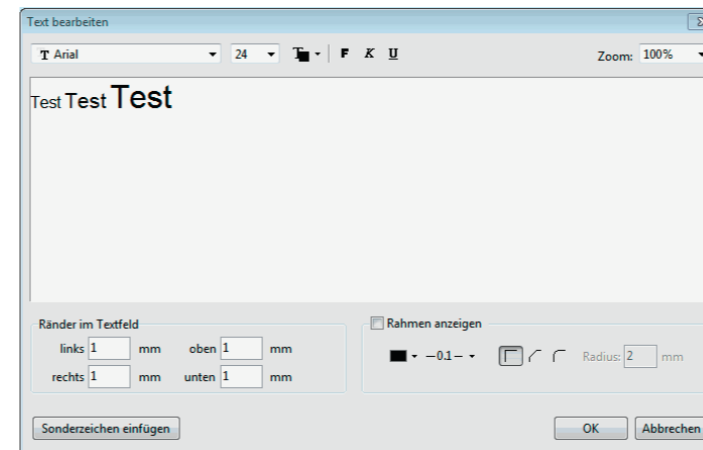 Text bearbeiten
T Arial 24 T F K U Zoom: 100%
Test Test Test
Ränder im Textfeld
links 1 mm oben 1 mm
rechts 1 mm unten 1 mm
Rahmen anzeigen
0.1 Radius: 2 mm
Sonderzeichen einfügen OK Abbrechen